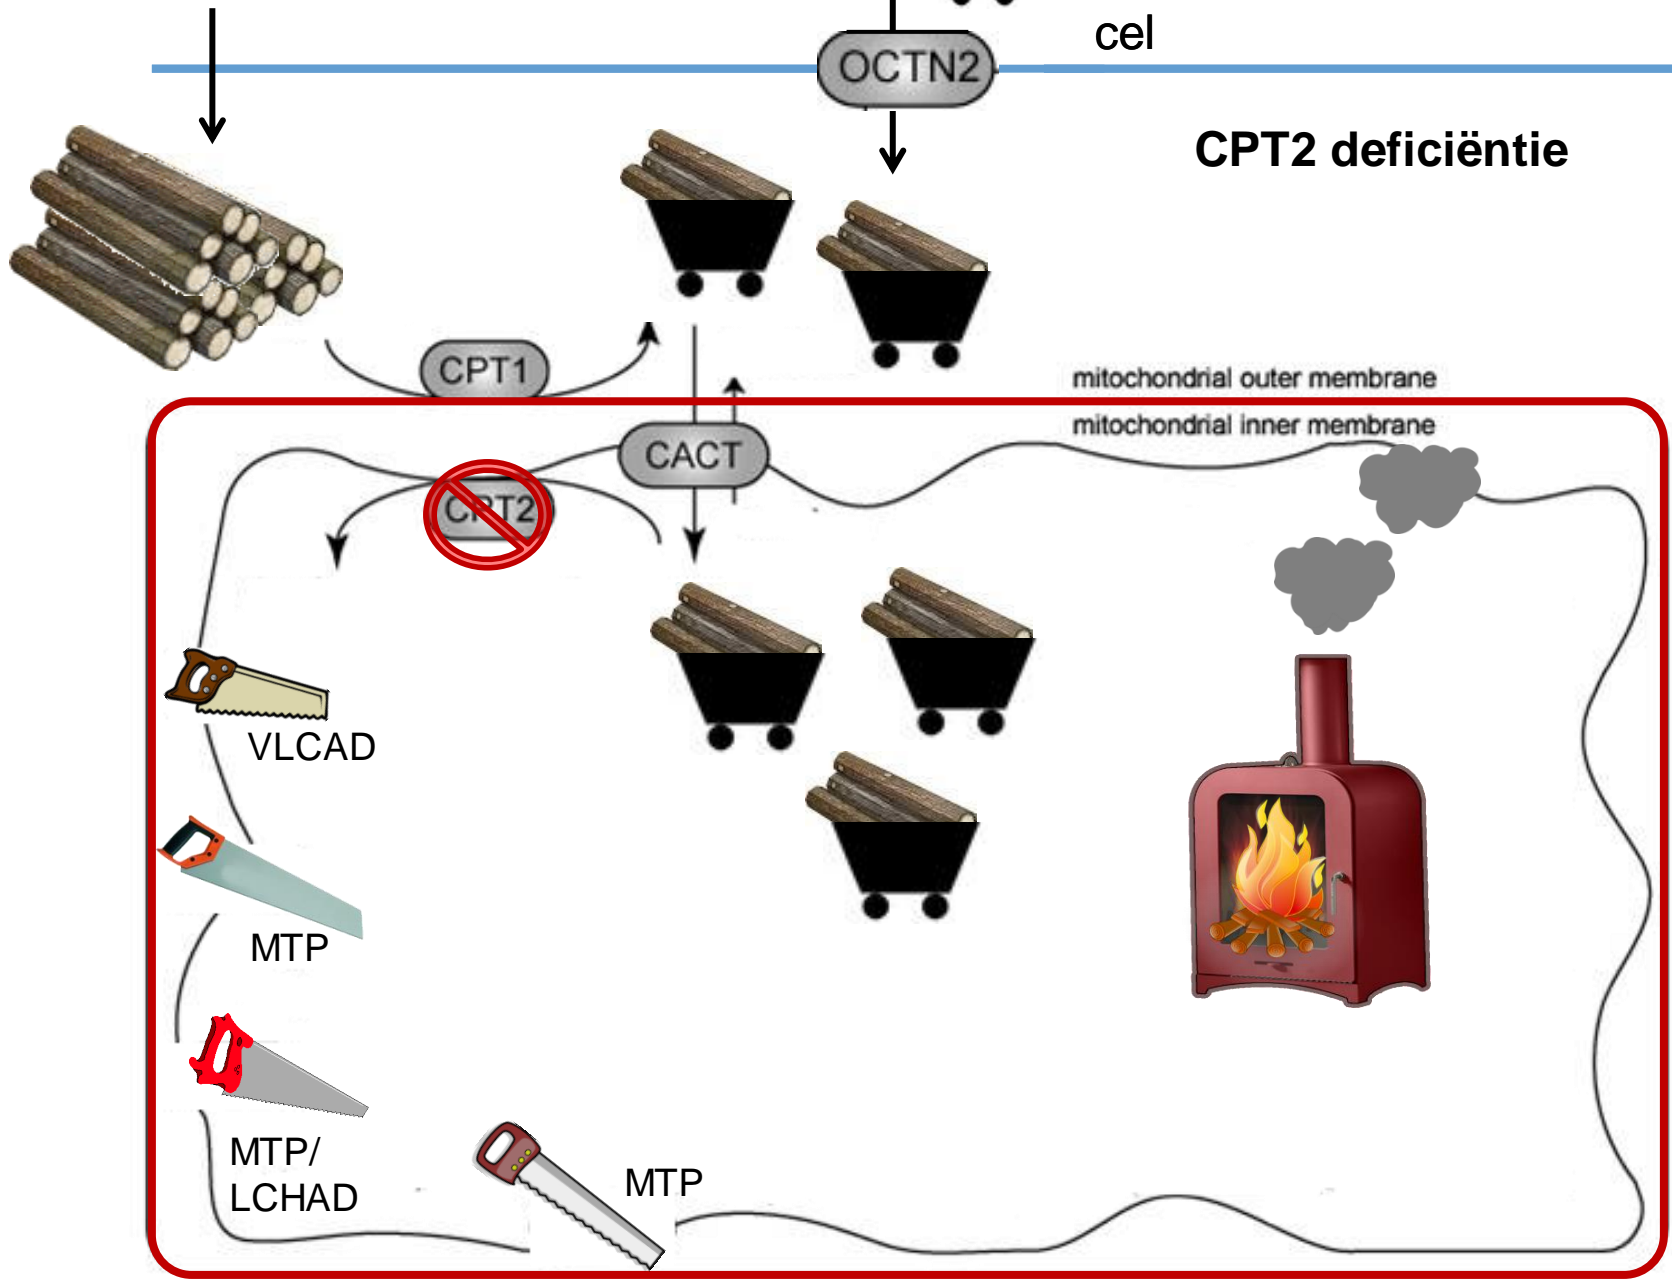 cel
OCTN2
CPT2 deficiëntie
CPT1
mitochondrial outer membrane
mitochondrial inner membrane
CACT
CPT2
VLCAD
MTP
MTP/
LCHAD
MTP